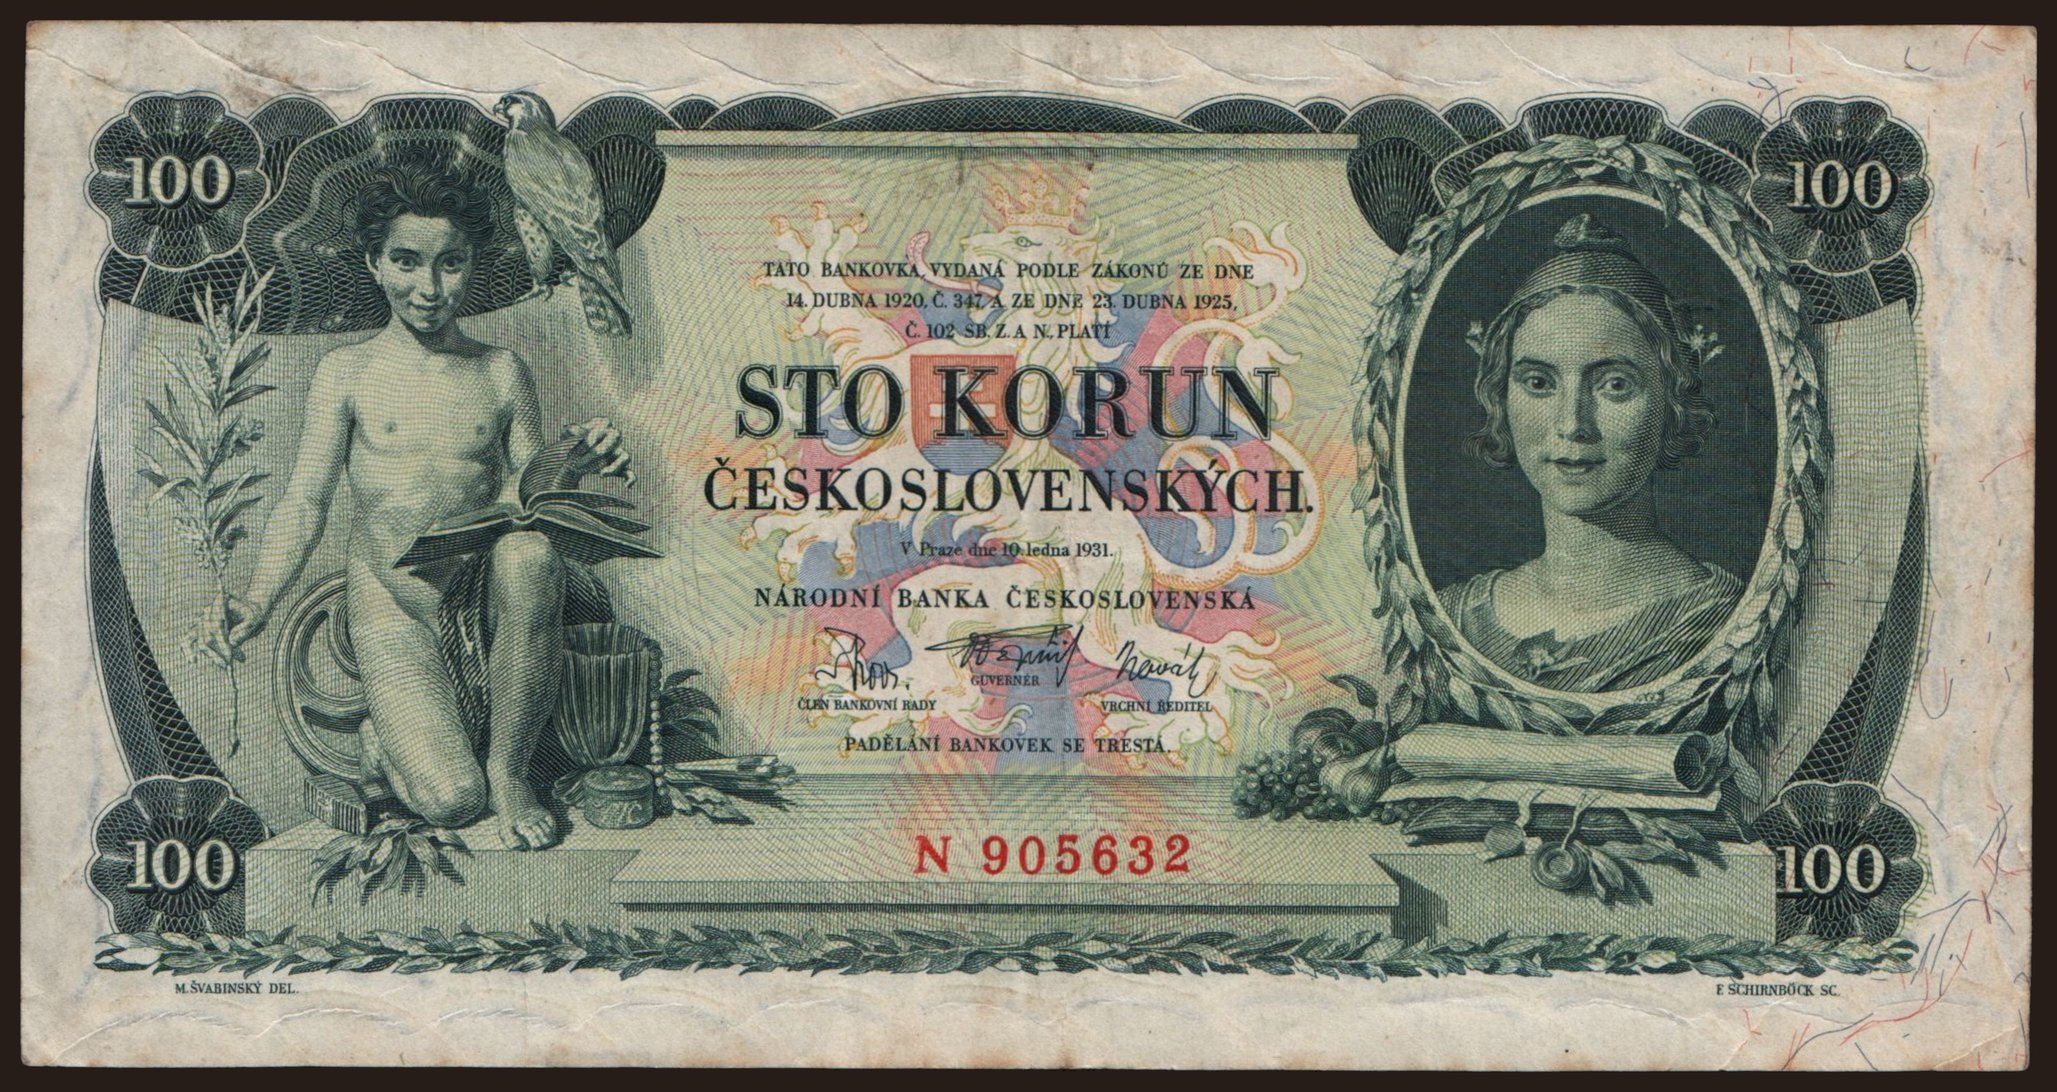 100
100
TATO BANKOVKA, VYDANÁ PODLE ZÁKONŮ ZE DNE
14. DUBNA 1920, Č. 347, A ZE DNE 23. DUBNA 1925,
Č. 102 SB. Z. A N., PLATÍ
STO KORUN
ČESKOSLOVENSKÝCH.
V Praze dne 10. ledna 1931.
NÁRODNÍ BANKA ČESKOSLOVENSKÁ
GUVERNÉR
ČLEN BANKOVNÍ RADY
VRCHNÍ ŘEDITEL
PADĚLÁNÍ BANKOVEK SE TRESTÁ.
N 905632
100
100
M. ŠVABINSKÝ DEL.
F. SCHIRNBÖCK SC.